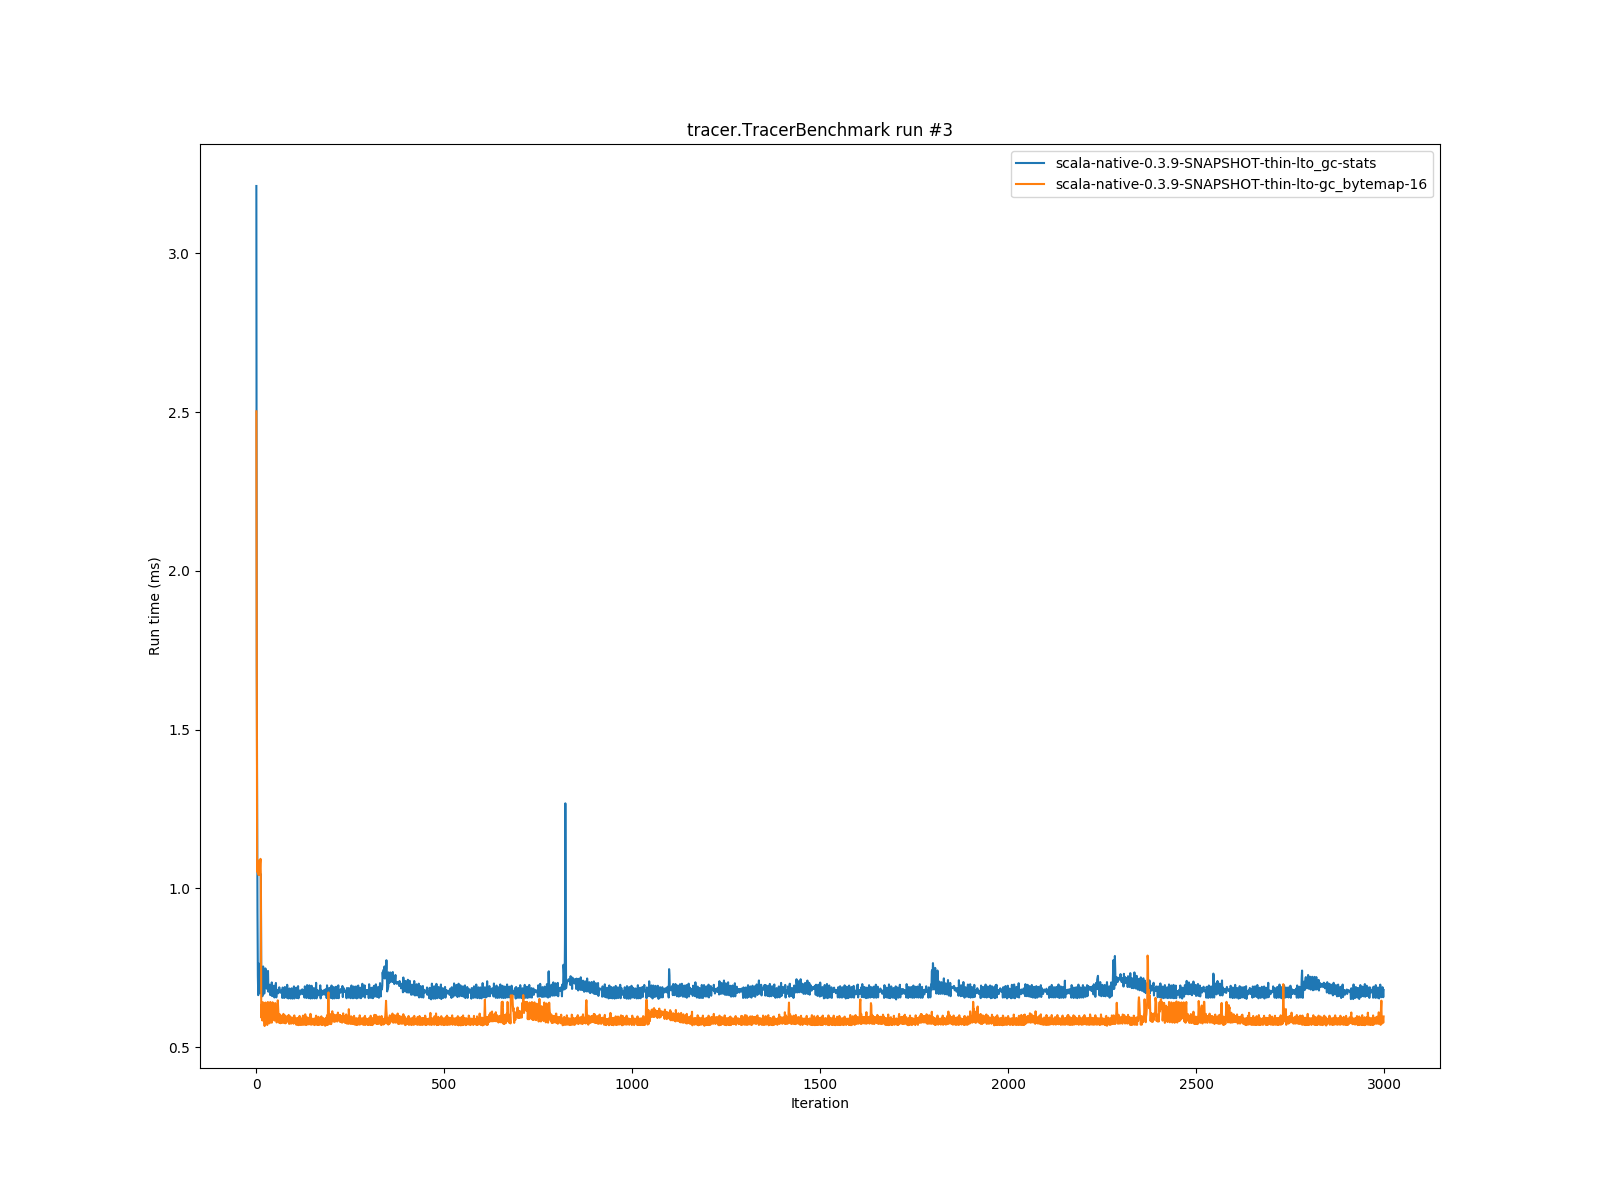 tracer.TracerBenchmark run #3
scala-native-0.3.9-SNAPSHOT-thin-lto_gc-stats
scala-native-0.3.9-SNAPSHOT-thin-lto-gc_bytemap-16
3.0
2.5
2.0
1.5
1.0
0.5
Run time (ms)
0 500 1000 1500 2000 2500 3000
Iteration